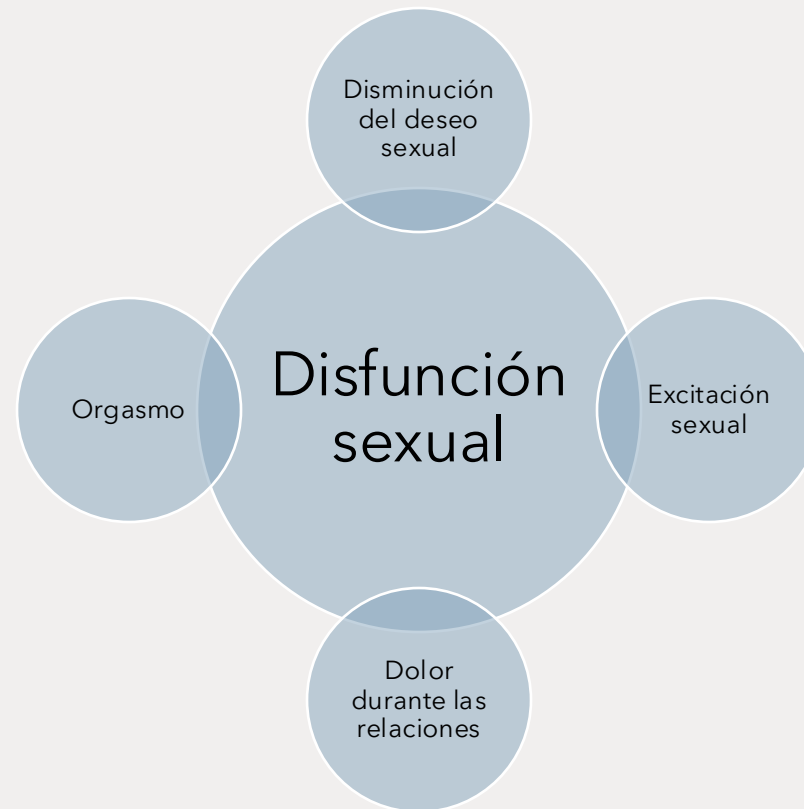 Disminución
del deseo
sexual
Disfunción
sexual
Orgasmo
Excitación
sexual
Dolor
durante las
relaciones